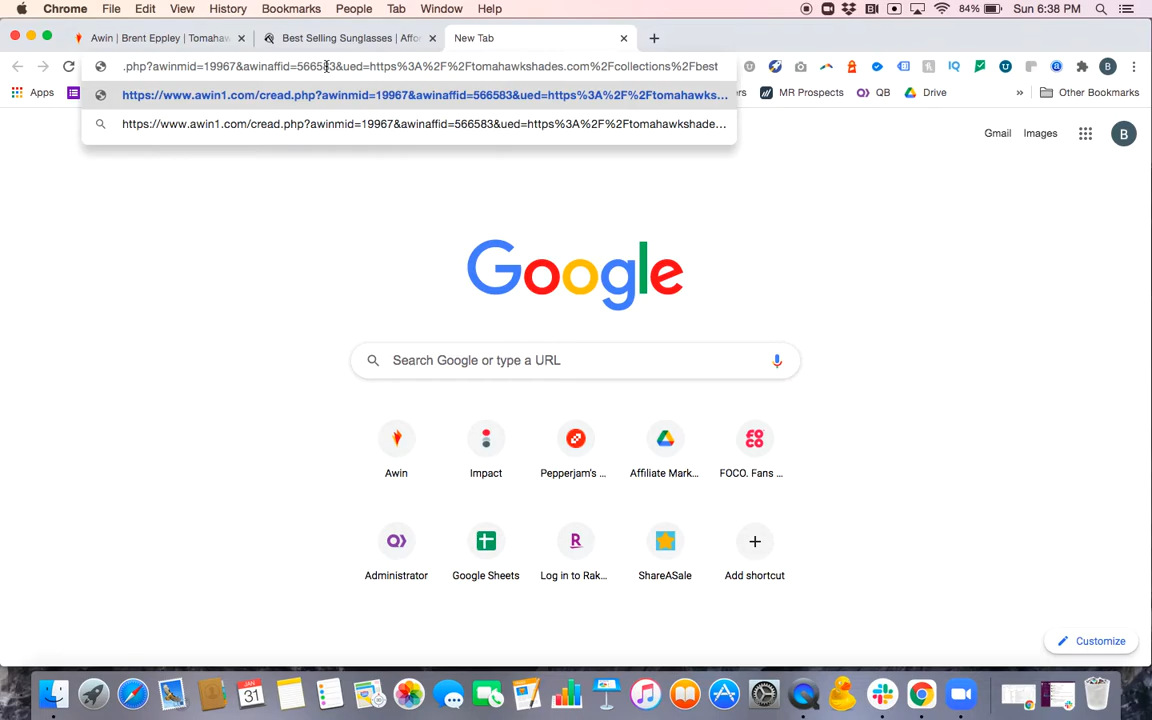 Chrome File Edit View History Bookmarks People Tab Window Help 84% Sun 6:38 PM
Awin | Brent Eppley | Tomahaw Best Selling Sunglasses | Affo New Tab
.php?awinmid=19967&awinaffid=566583&ued=https%3A%2F%2Ftomahawkshades.com%2Fcollections%2Fbest
https://www.awin1.com/cread.php?awinmid=19967&awinaffid=566583&ued=https%3A%2F%2Ftomahawks...
Apps MR Prospects QB Drive » Other Bookmarks
https://www.awin1.com/cread.php?awinmid=19967&awinaffid=566583&ued=https%3A%2F%2Ftomahawkshade...
Gmail Images B
Google
Search Google or type a URL
Awin Impact Pepperjam's ... Affiliate Mark... FOCO. Fans ...
Administrator Google Sheets Log in to Rak... ShareASale Add shortcut
Customize
JAN
31